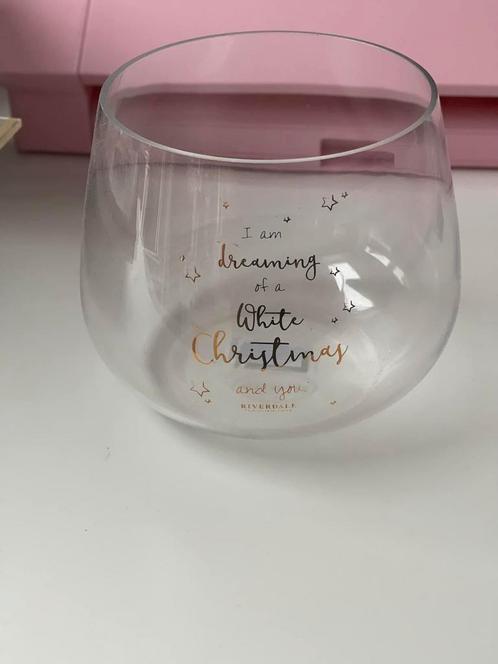 I am
dreaming
of a
White
Christmas
and you
RIVERDALE